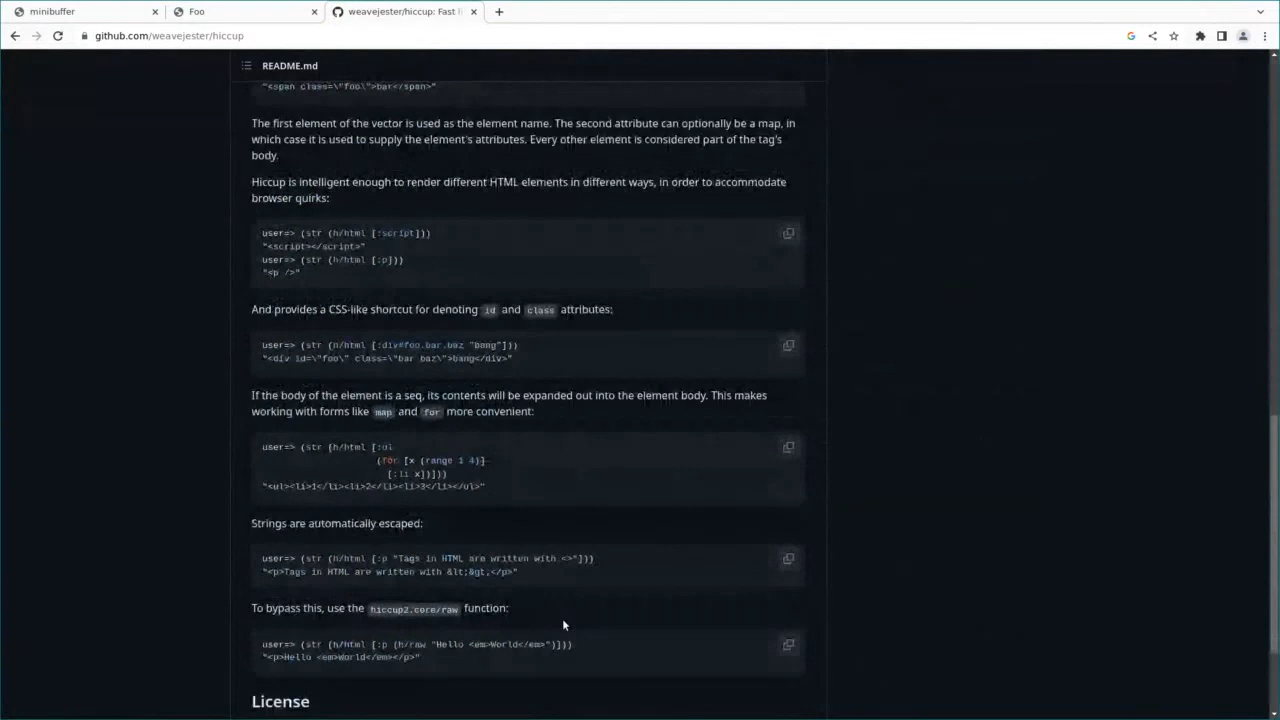 minibuffer
Foo
weavejester/hiccup: Fast l
github.com/weavejester/hiccup
README.md
"<span class=\"foo\">bar</span>"
The first element of the vector is used as the element name. The second attribute can optionally be a map, in
which case it is used to supply the element's attributes. Every other element is considered part of the tag's
body.
Hiccup is intelligent enough to render different HTML elements in different ways, in order to accommodate
browser quirks:
user=> (str (h/html [:script]))
"<script></script>"
user=> (str (h/html [:p]))
"<p />"
And provides a CSS-like shortcut for denoting id and class attributes:
user=> (str (h/html [:div#foo.bar.baz "bang"]))
"<div id=\"foo\" class=\"bar baz\">bang</div>"
If the body of the element is a seq, its contents will be expanded out into the element body. This makes
working with forms like map and for more convenient:
user=> (str (h/html [:ul
(for [x (range 1 4)]
[:li x])]))
"<ul><li>1</li><li>2</li><li>3</li></ul>"
Strings are automatically escaped:
user=> (str (h/html [:p "Tags in HTML are written with <>"]))
"<p>Tags in HTML are written with &lt;&gt;</p>"
To bypass this, use the hiccup2.core/raw function:
user=> (str (h/html [:p (h/raw "Hello <em>World</em>")]))
"<p>Hello <em>World</em></p>"
License